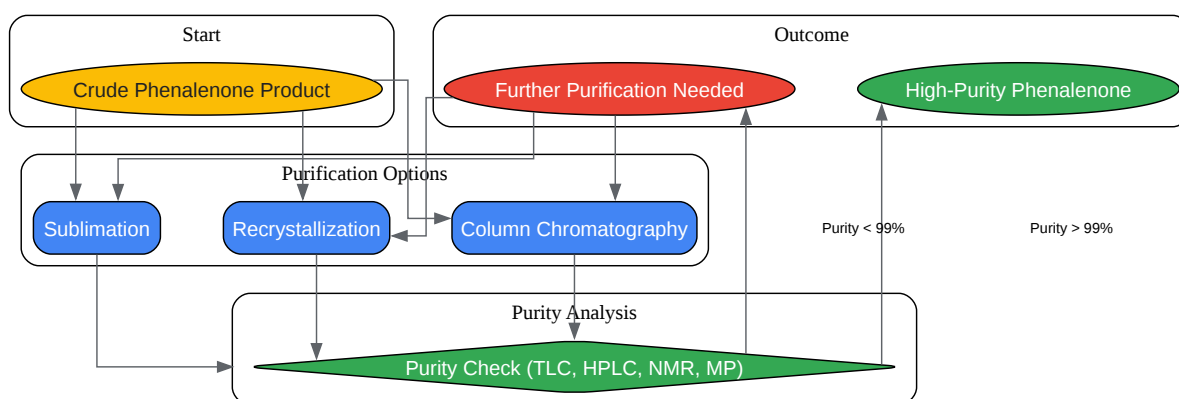 Start
Outcome
Crude Phenalenone Product
Further Purification Needed
High-Purity Phenalenone
Purification Options
Sublimation
Recrystallization
Column Chromatography
Purity < 99%
Purity > 99%
Purity Analysis
Purity Check (TLC, HPLC, NMR, MP)